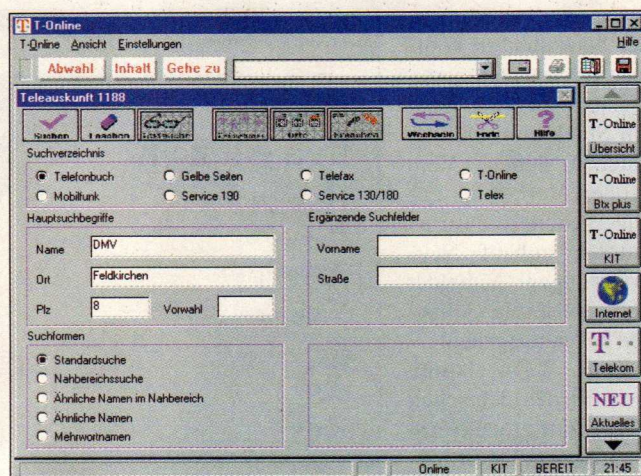 T T-Online
T-Online Ansicht Einstellungen Hilfe
Abwahl Inhalt Gehe zu
Teleauskunft 1188
Suchen Löschen Wechseln Ende Hilfe
Suchverzeichnis
Telefonbuch Gelbe Seiten Telefax T-Online
Mobilfunk Service 190 Service 130/180 Telex
Hauptsuchbegriffe Ergänzende Suchfelder
Name DMV Vorname
Ort Feldkirchen Straße
Plz 8 Vorwahl
Suchformen
Standardsuche
Nahbereichssuche
Ähnliche Namen im Nahbereich
Ähnliche Namen
Mehrwortnamen
T-Online
Übersicht
T-Online
Btx plus
T-Online
KIT
Internet
T
Telekom
NEU
Aktuelles
Online KIT BEREIT 21:45